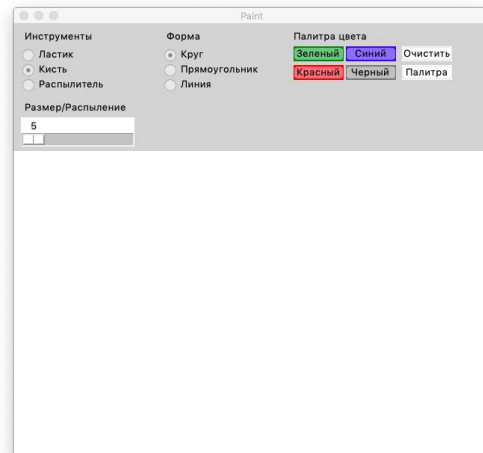 Paint
Инструменты Форма Палитра цвета
Ластик Круг Зеленый Синий Очистить
Кисть Прямоугольник Красный Черный Палитра
Распылитель Линия
Размер/Распыление
5